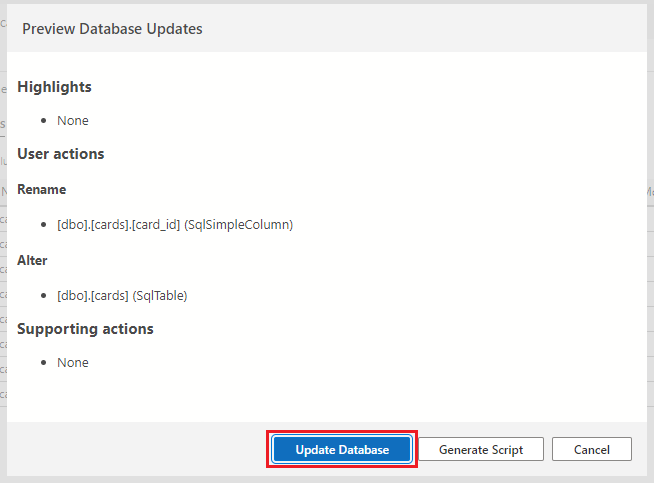 Preview Database Updates
Highlights
None
User actions
Rename
[dbo].[cards].[card_id] (SqlSimpleColumn)
Alter
[dbo].[cards] (SqlTable)
Supporting actions
None
Update Database
Generate Script
Cancel